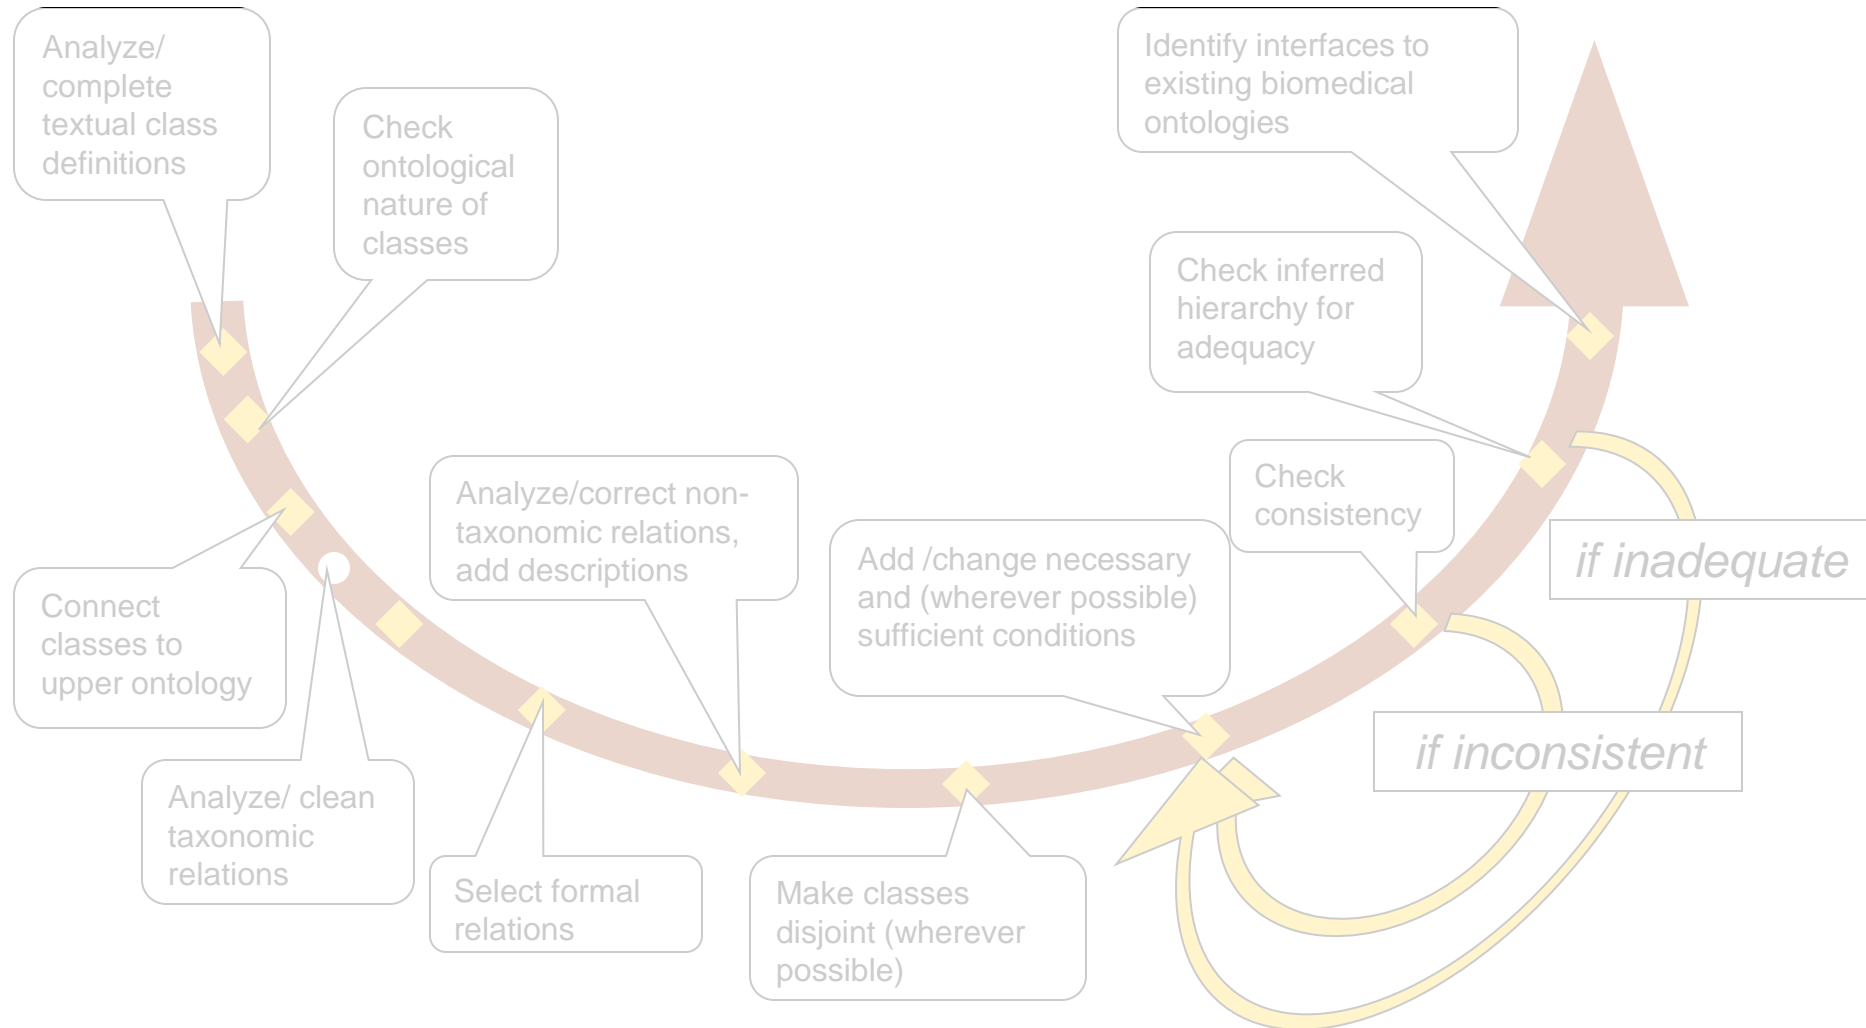 Analyze/
complete
textual class
definitions
Check
ontological
nature of
classes
Connect
classes to
upper ontology
Analyze/ clean
taxonomic
relations
Select formal
relations
Analyze/correct non-
taxonomic relations,
add descriptions
Make classes
disjoint (wherever
possible)
Add /change necessary
and (wherever possible)
sufficient conditions
Check
consistency
if inconsistent
Check inferred
hierarchy for
adequacy
if inadequate
Identify interfaces to
existing biomedical
ontologies